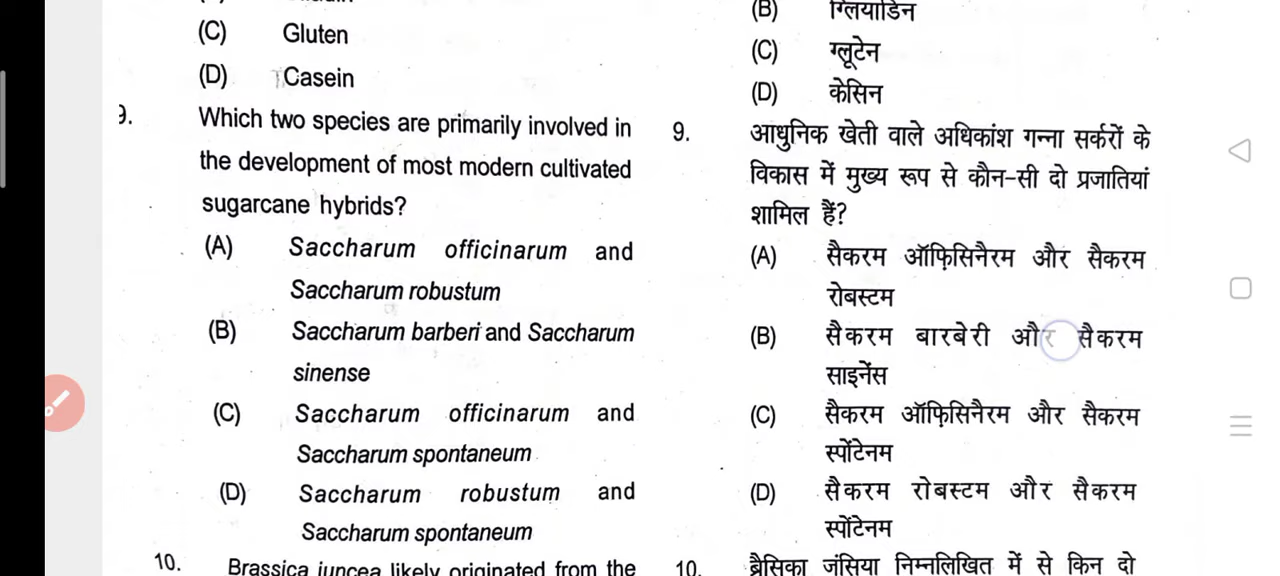 (C) Gluten
(D) Casein
9. Which two species are primarily involved in
the development of most modern cultivated
sugarcane hybrids?
(A) Saccharum officinarum and
Saccharum robustum
(B) Saccharum barberi and Saccharum
sinense
(C) Saccharum officinarum and
Saccharum spontaneum
(D) Saccharum robustum and
Saccharum spontaneum
10. Brassica juncea likely originated from the
(B) ग्लियाडिन
(C) ग्लूटेन
(D) केसिन
9. आधुनिक खेती वाले अधिकांश गन्ना सर्करों के
विकास में मुख्य रूप से कौन-सी दो प्रजातियां
शामिल हैं?
(A) सैकरम ऑफ़िसिनैरम और सैकरम
रोबस्टम
(B) सैकरम बारबेरी और सैकरम
साइनेंस
(C) सैकरम ऑफ़िसिनैरम और सैकरम
स्पोंटेनम
(D) सैकरम रोबस्टम और सैकरम
स्पोंटेनम
10. ब्रैसिका जंसिया निम्नलिखित में से किन दो